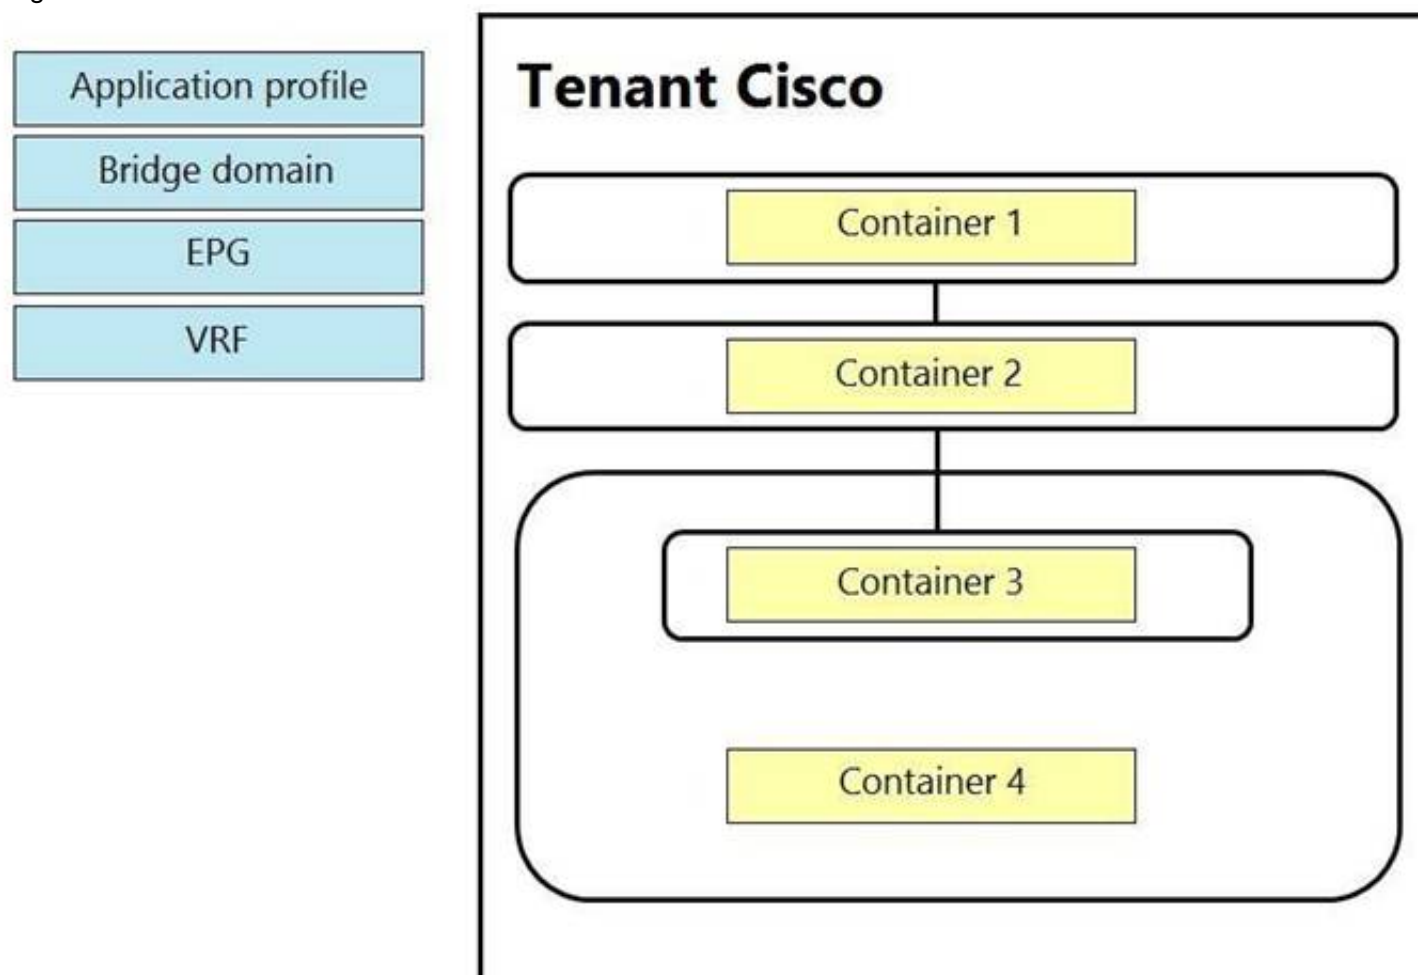 Application profile
Bridge domain
EPG
VRF
Tenant Cisco
Container 1
Container 2
Container 3
Container 4